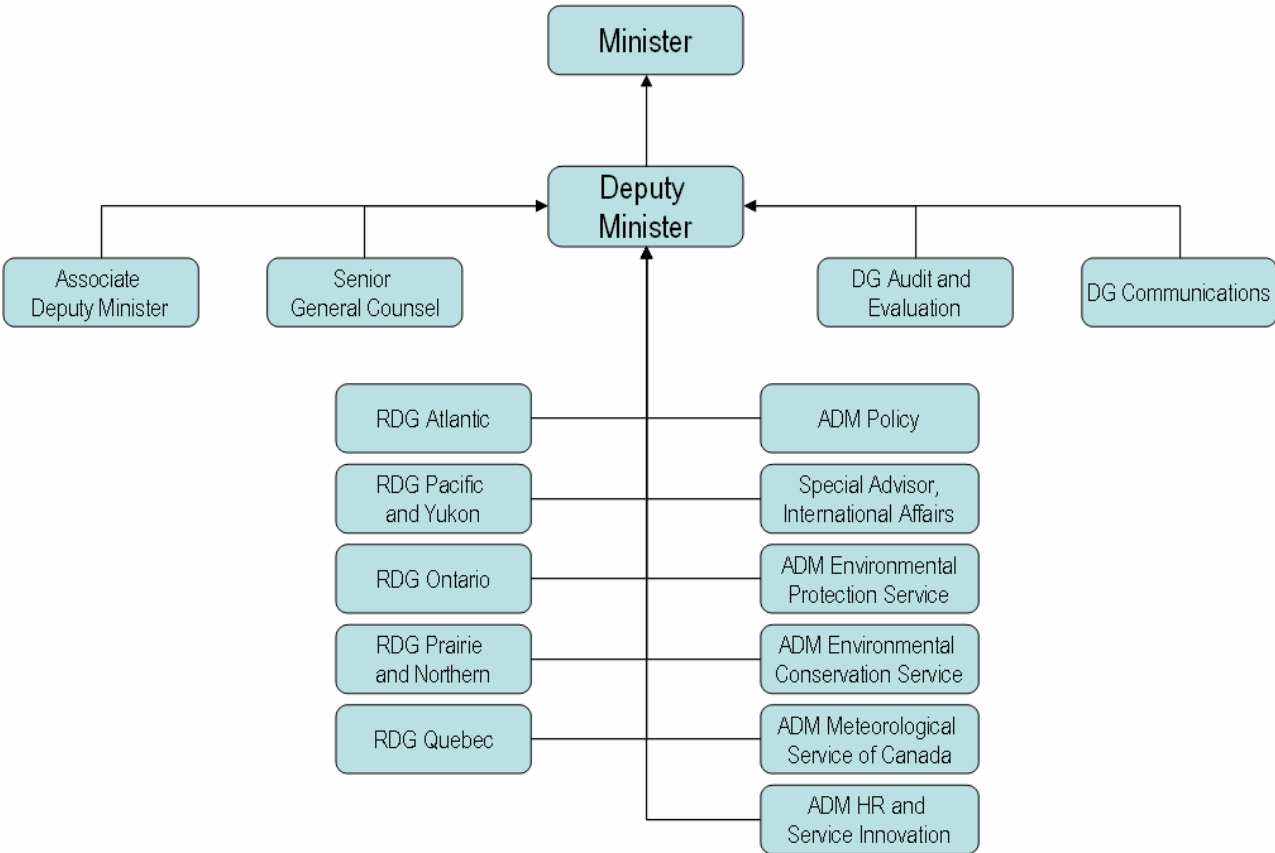 Minister
Deputy
Minister
Associate
Deputy Minister
Senior
General Counsel
DG Audit and
Evaluation
DG Communications
RDG Atlantic
ADM Policy
RDG Pacific
and Yukon
Special Advisor,
International Affairs
RDG Ontario
ADM Environmental
Protection Service
RDG Prairie
and Northern
ADM Environmental
Conservation Service
RDG Quebec
ADM Meteorological
Service of Canada
ADM HR and
Service Innovation